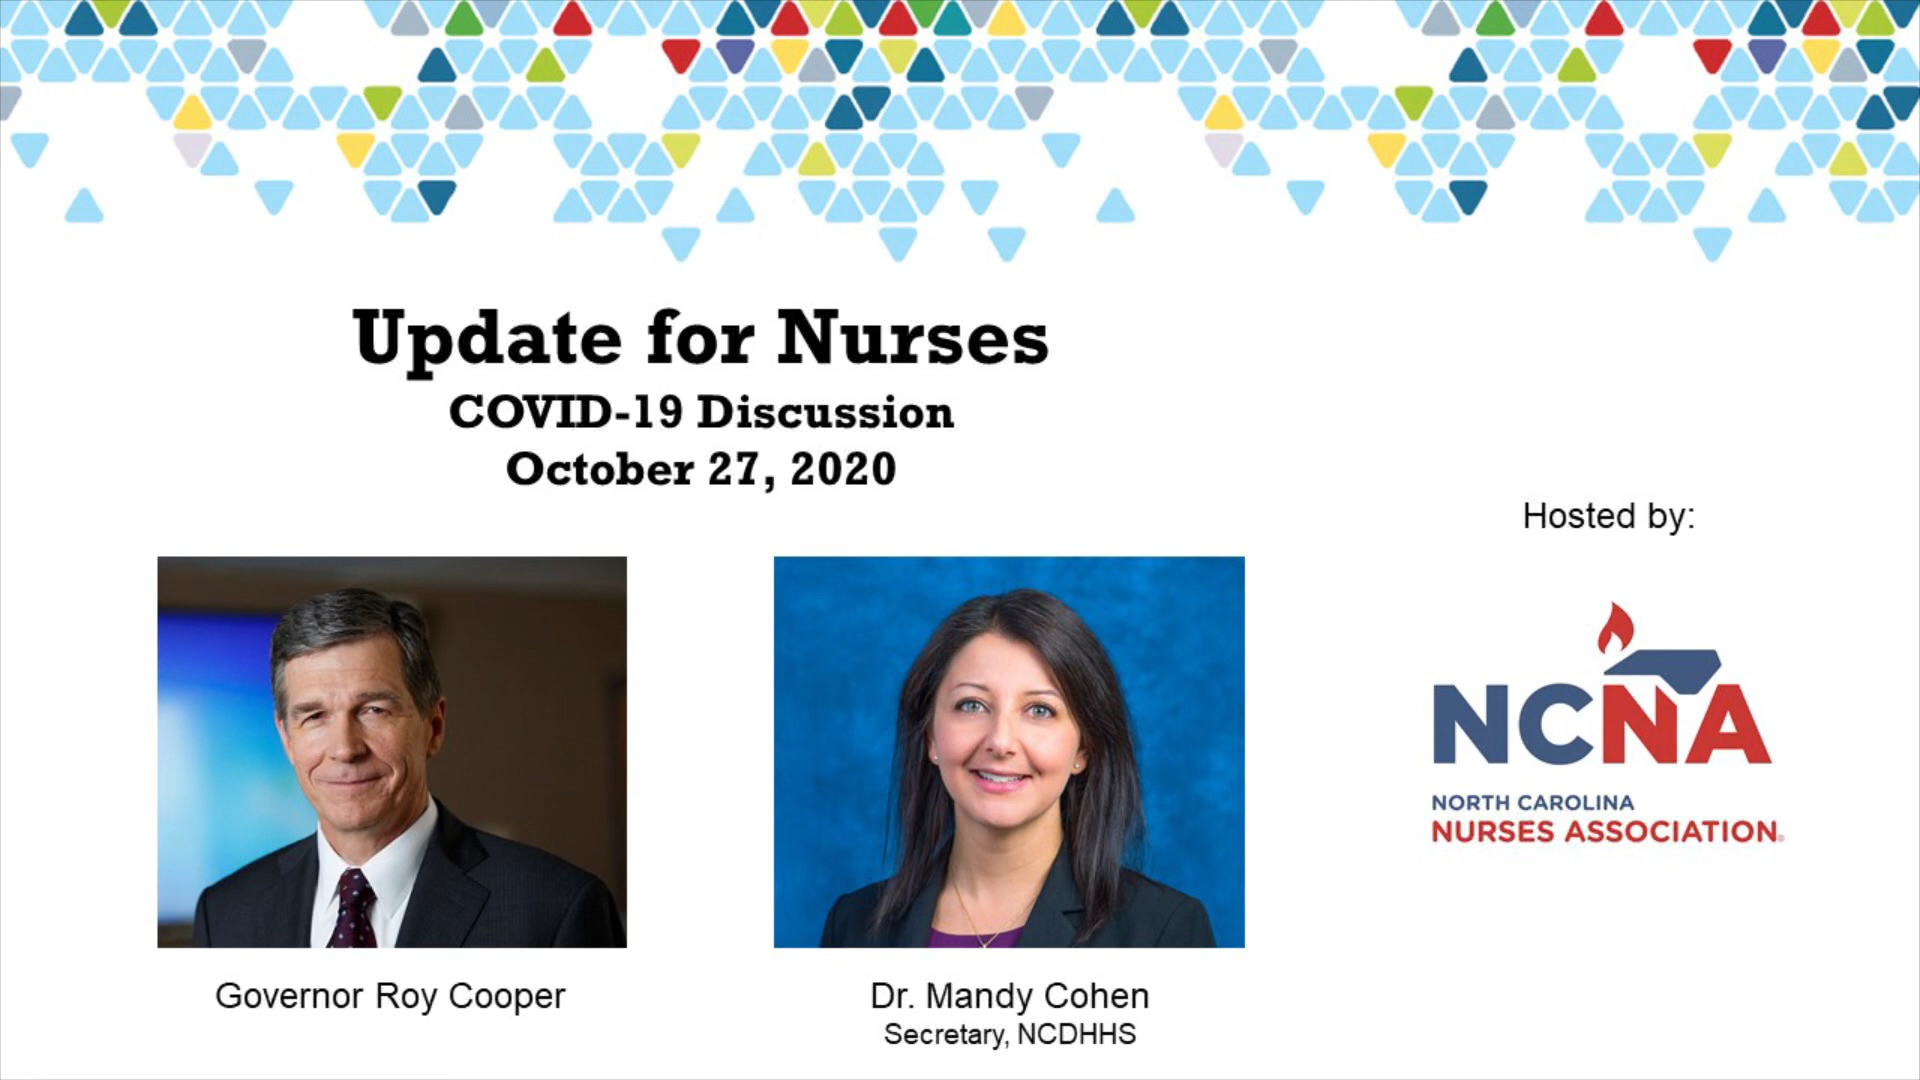 Update for Nurses
COVID-19 Discussion
October 27, 2020
Hosted by:
NCNA
NORTH CAROLINA
NURSES ASSOCIATION
Governor Roy Cooper
Dr. Mandy Cohen
Secretary, NCDHHS